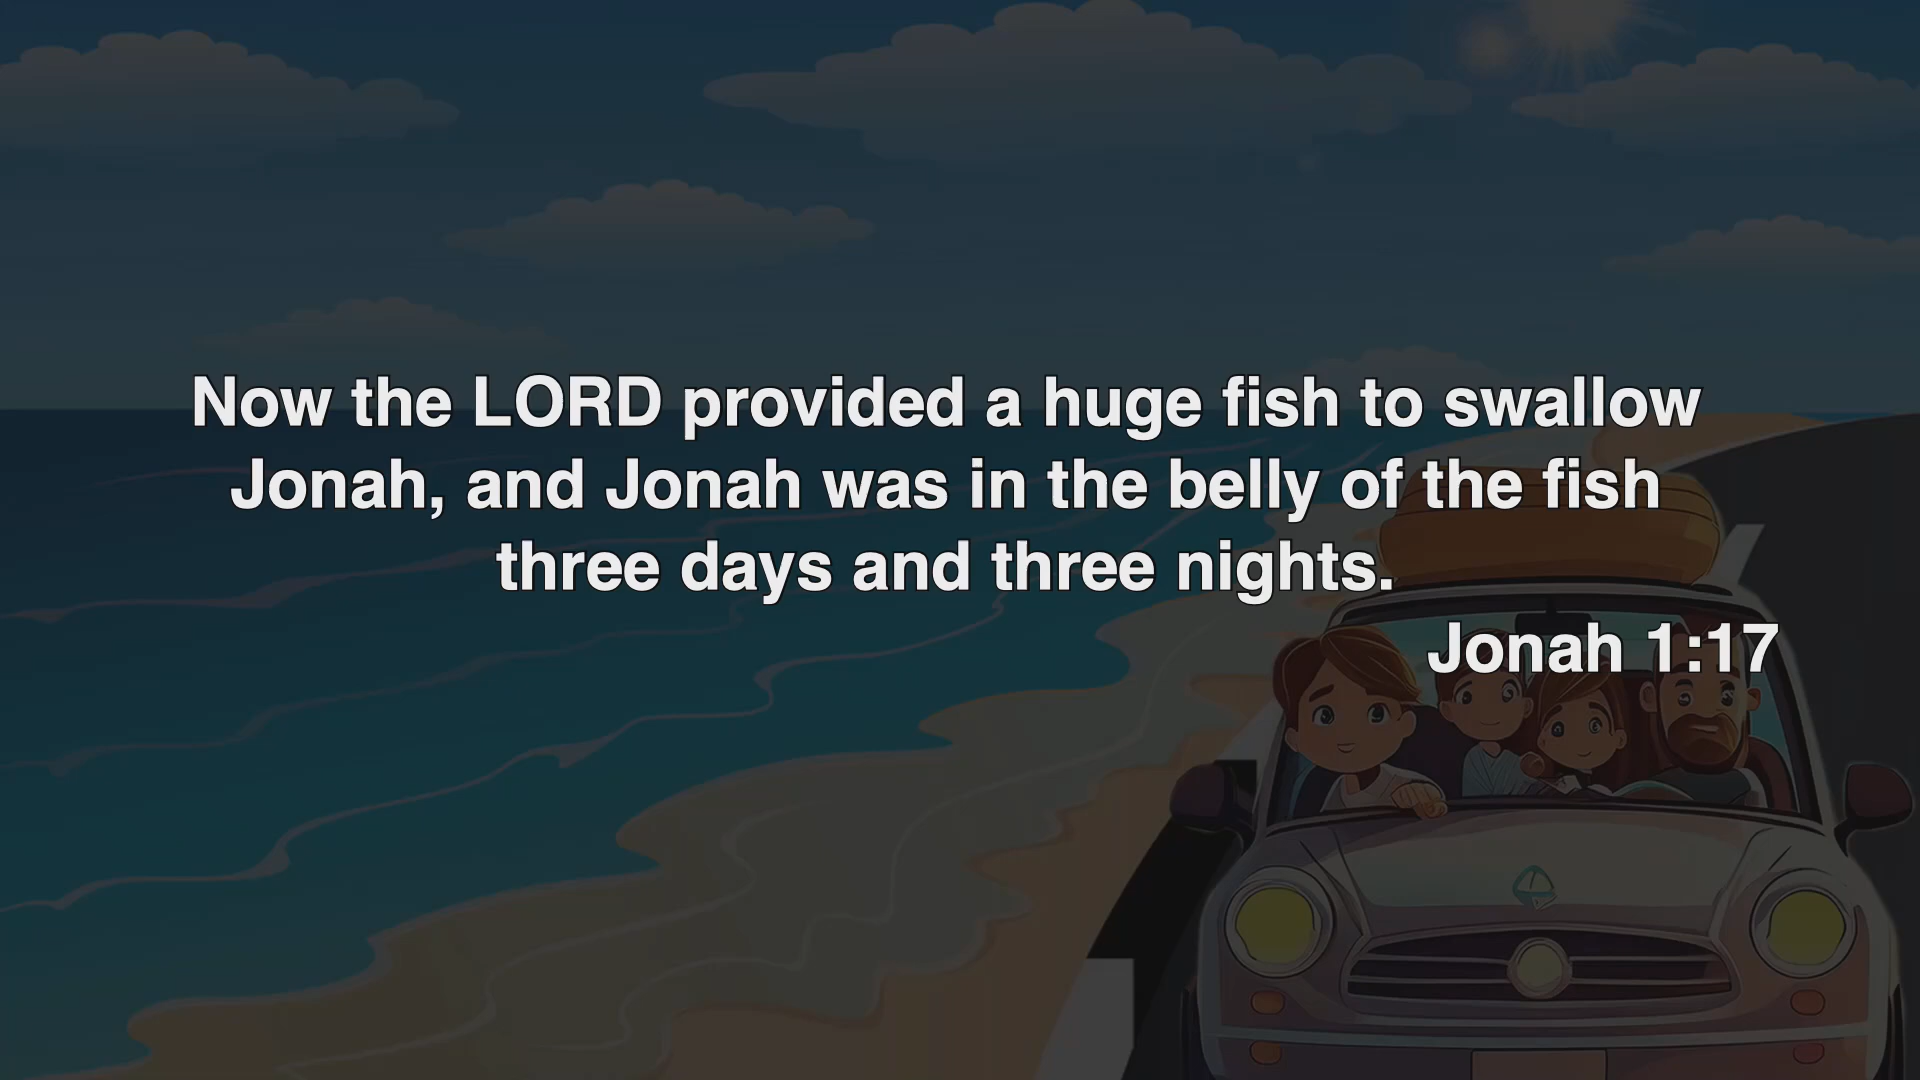 Now the LORD provided a huge fish to swallow
Jonah, and Jonah was in the belly of the fish
three days and three nights.
Jonah 1:17